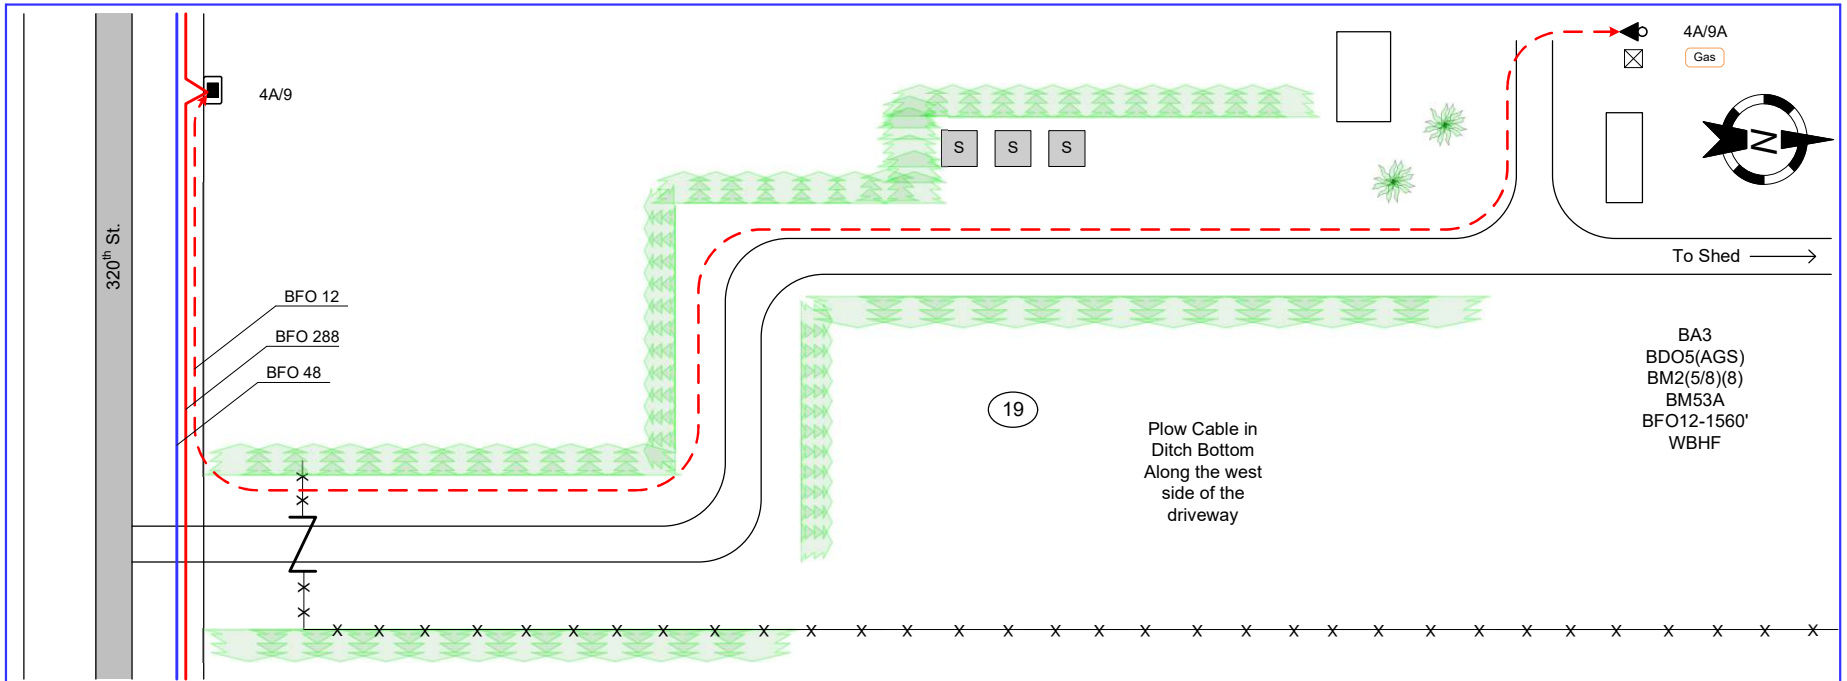 4A/9A
Gas
4A/9
S S S
N
320th St.
To Shed
BFO 12
BFO 288
BFO 48
BA3
BDO5(AGS)
BM2(5/8)(8)
BM53A
BFO12-1560'
WBHF
19
Plow Cable in
Ditch Bottom
Along the west
side of the
driveway